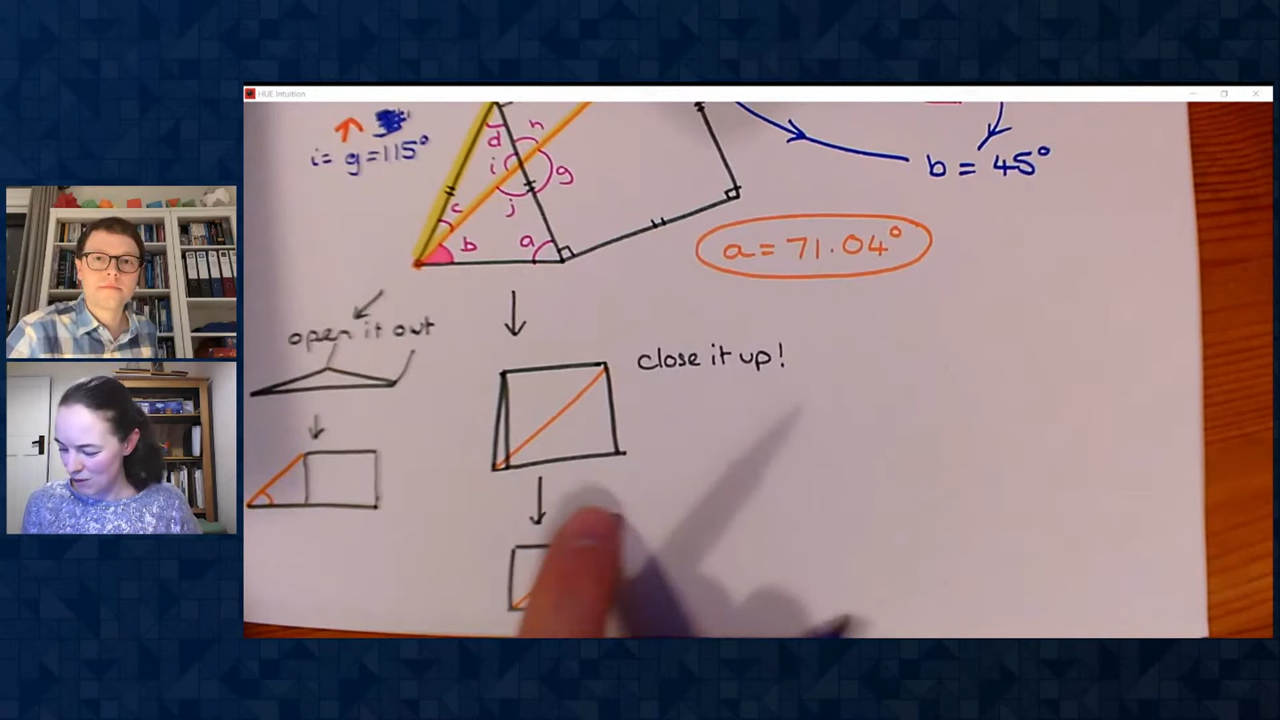 HUE Intuition
i = g = 115°
d
h
i
g
c
j
b
a
b = 45°
a = 71.04°
open it out
close it up!